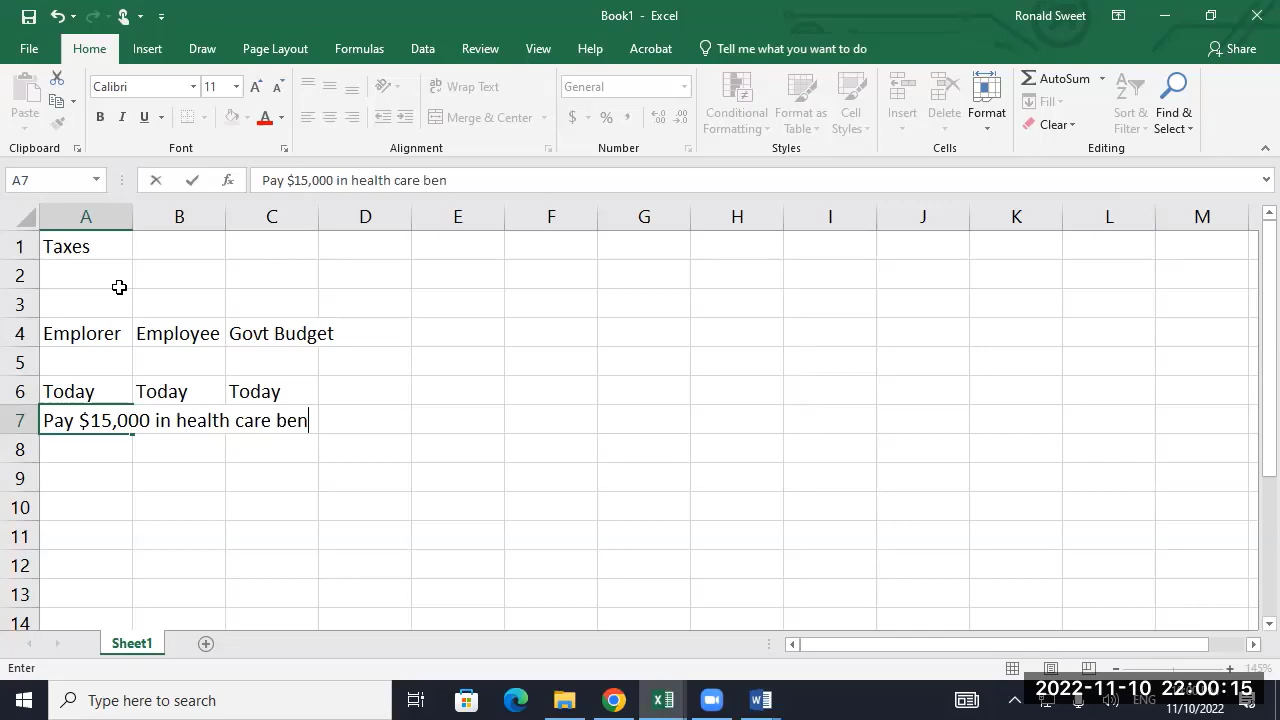 Book1 - Excel
Ronald Sweet
File Home Insert Draw Page Layout Formulas Data Review View Help Acrobat Tell me what you want to do Share
Paste
Calibri 11
B I U A
Wrap Text
Merge & Center
General
$ %
Conditional Formatting
Format as Table
Cell Styles
Insert Delete Format
AutoSum
Fill
Clear
Sort & Filter
Find & Select
Clipboard Font Alignment Number Styles Cells Editing
A7 fx Pay $15,000 in health care ben
A B C D E F G H I J K L M
1 Taxes
2
3
4 Emplorer Employee Govt Budget
5
6 Today Today Today
7 Pay $15,000 in health care ben
8
9
10
11
12
13
14
Sheet1
Enter 145%
Type here to search
2022-11-10 22:00:15
ENG
11/10/2022